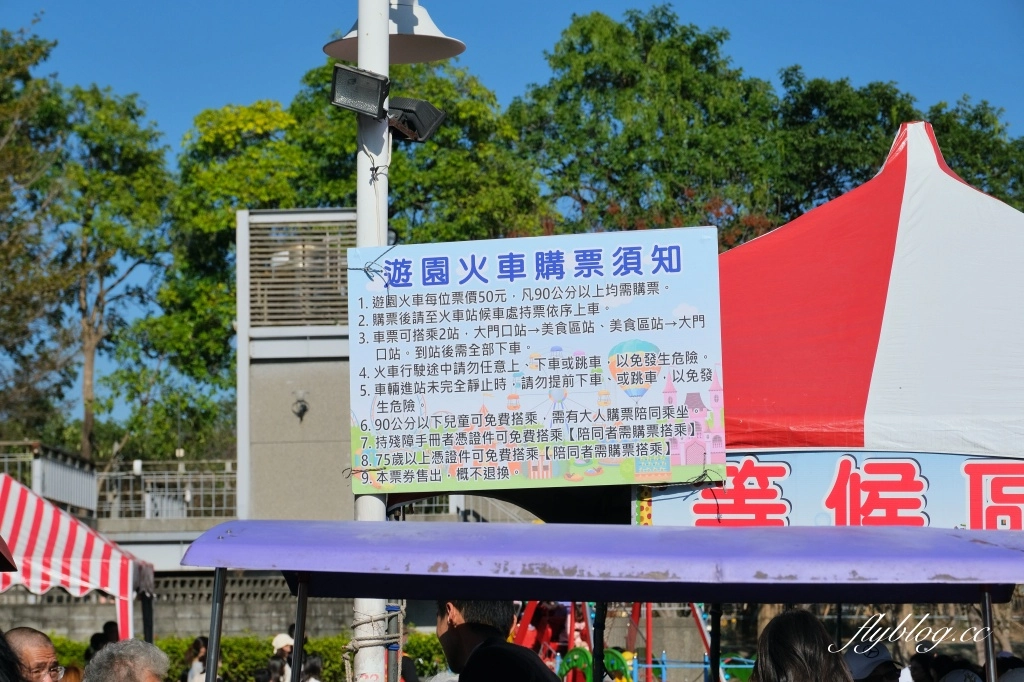 遊園火車購票須知
1. 遊園火車每位票價50元，凡90公分以上均需購票。
2. 購票後請至火車站候車處持票依序上車。
3. 車票可搭乘2站，大門口站→美食區站、美食區站→大門
口站。到站後需全部下車。
4. 火車行駛途中請勿任意上、下車或跳車，以免發生危險。
5. 車輛進站未完全靜止時，請勿提前下車、或跳車，以免發
生危險。
6. 90公分以下兒童可免費搭乘，需有大人購票陪同乘坐。
7. 持殘障手冊者憑證件可免費搭乘【陪同者需購票搭乘】
8. 75歲以上憑證件可免費搭乘【陪同者需購票搭乘】
9. 本票券售出，概不退換。
等候區
flyblog.cc